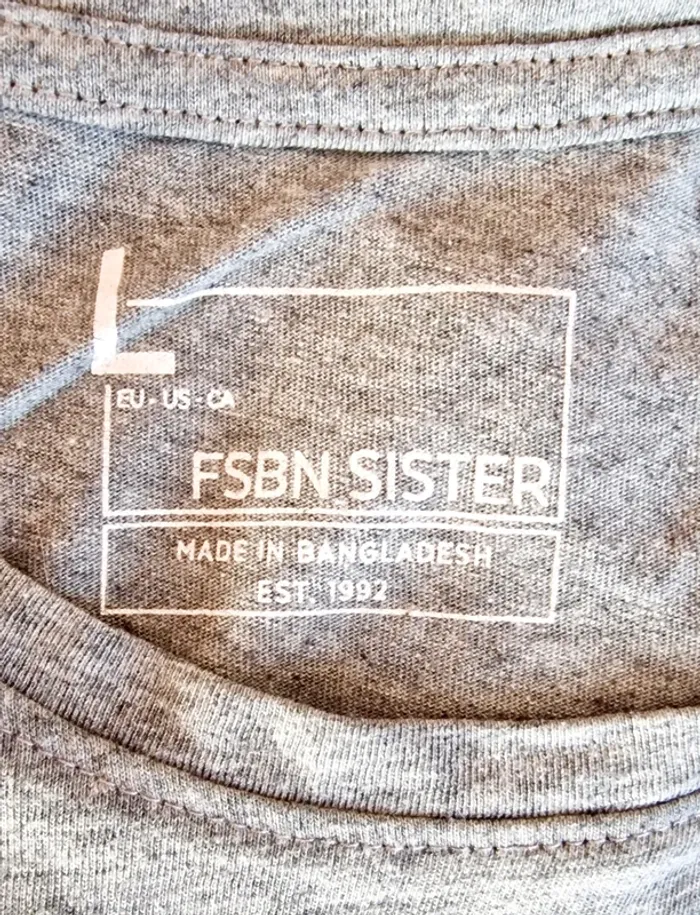 L
EU - US - CA
FSBN SISTER
MADE IN BANGLADESH
EST. 1992